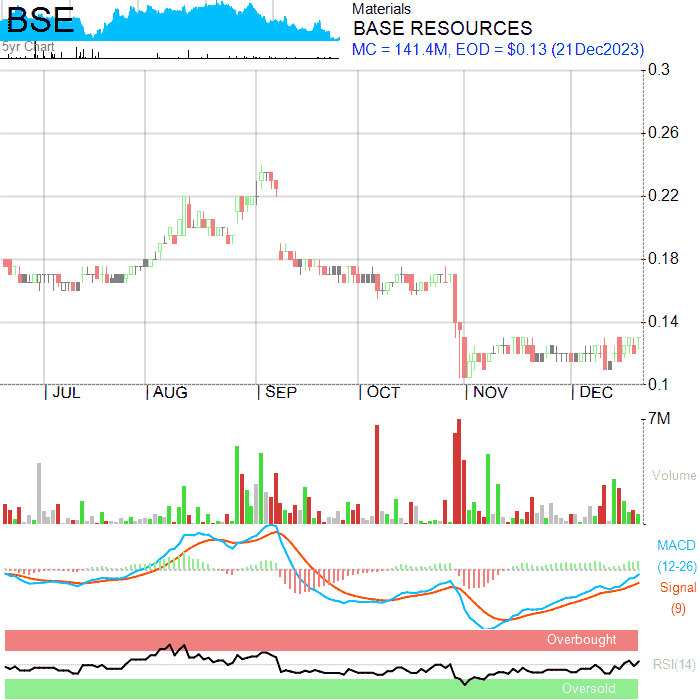 BSE
5yr Chart
Materials
BASE RESOURCES
MC = 141.4M, EOD = $0.13 (21Dec2023)
0.3
0.26
0.22
0.18
0.14
0.1
JUL AUG SEP OCT NOV DEC
7M
Volume
MACD
(12-26)
Signal
(9)
Overbought
RSI(14)
Oversold